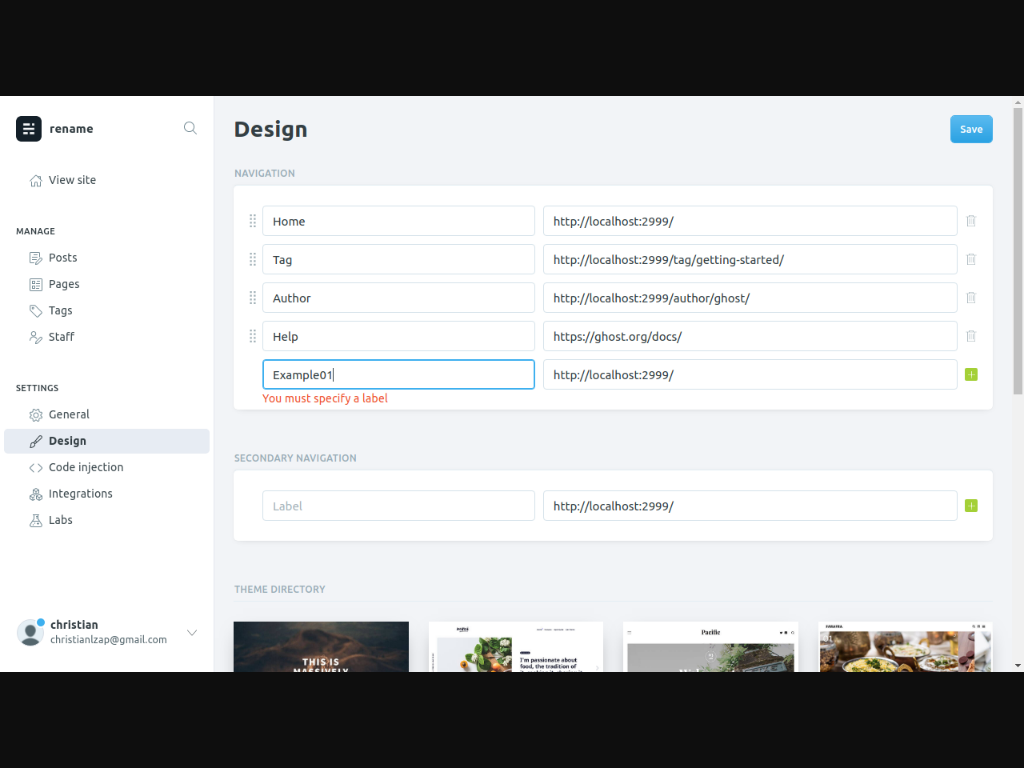 rename
View site
MANAGE
Posts
Pages
Tags
Staff
SETTINGS
General
Design
Code injection
Integrations
Labs
christian
christianlzap@gmail.com
Design
Save
NAVIGATION
Home http://localhost:2999/
Tag http://localhost:2999/tag/getting-started/
Author http://localhost:2999/author/ghost/
Help https://ghost.org/docs/
Example01 http://localhost:2999/
You must specify a label
SECONDARY NAVIGATION
Label http://localhost:2999/
THEME DIRECTORY
THIS IS
MASSIVELY
I'm passionate about
food, the tradition of
Pacific